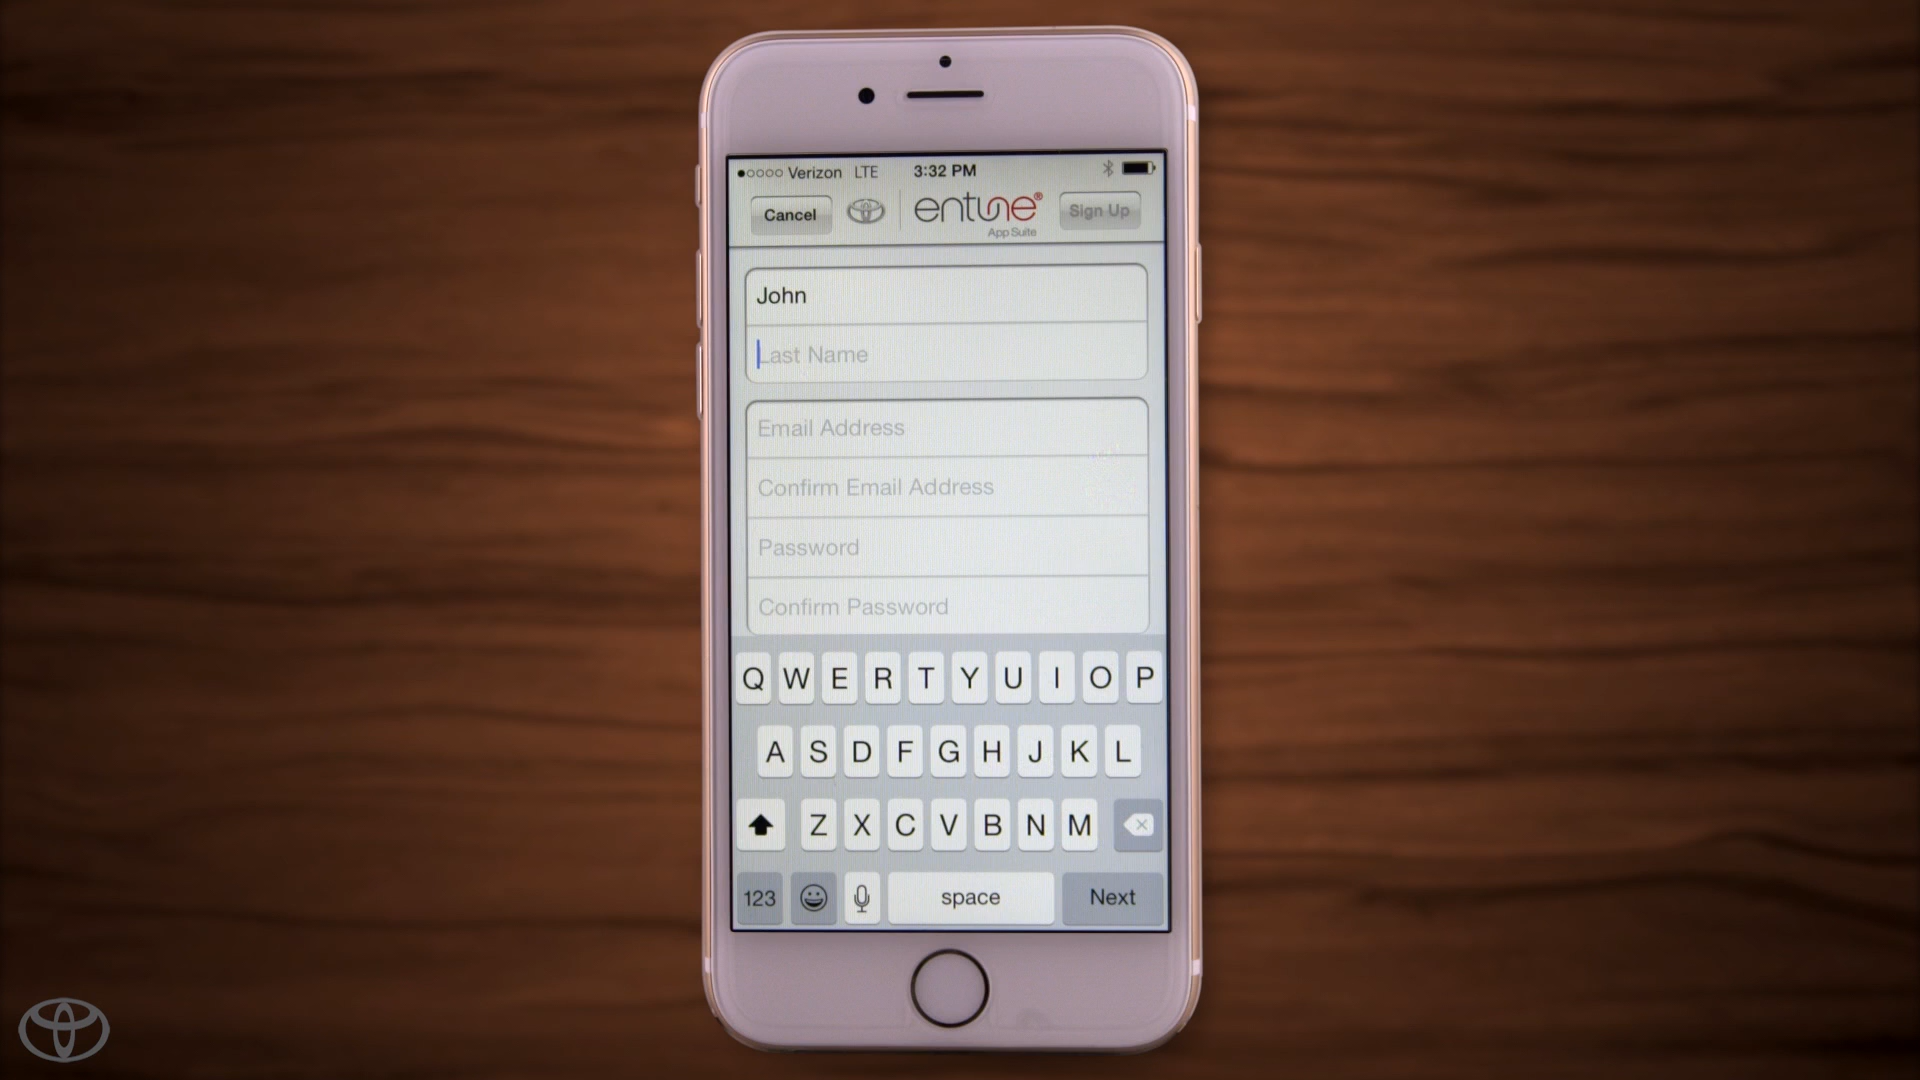 Verizon LTE 3:32 PM
Cancel entune® Sign Up
App Suite
John
Last Name
Email Address
Confirm Email Address
Password
Confirm Password
Q W E R T Y U I O P
A S D F G H J K L
Z X C V B N M
123 space Next